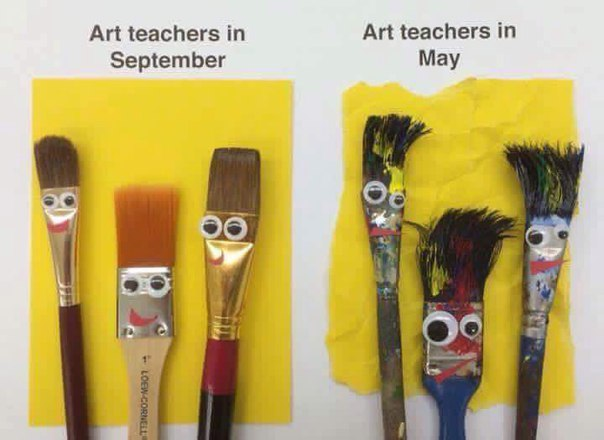 Art teachers in
September
Art teachers in
May
LOEW-CORNELL